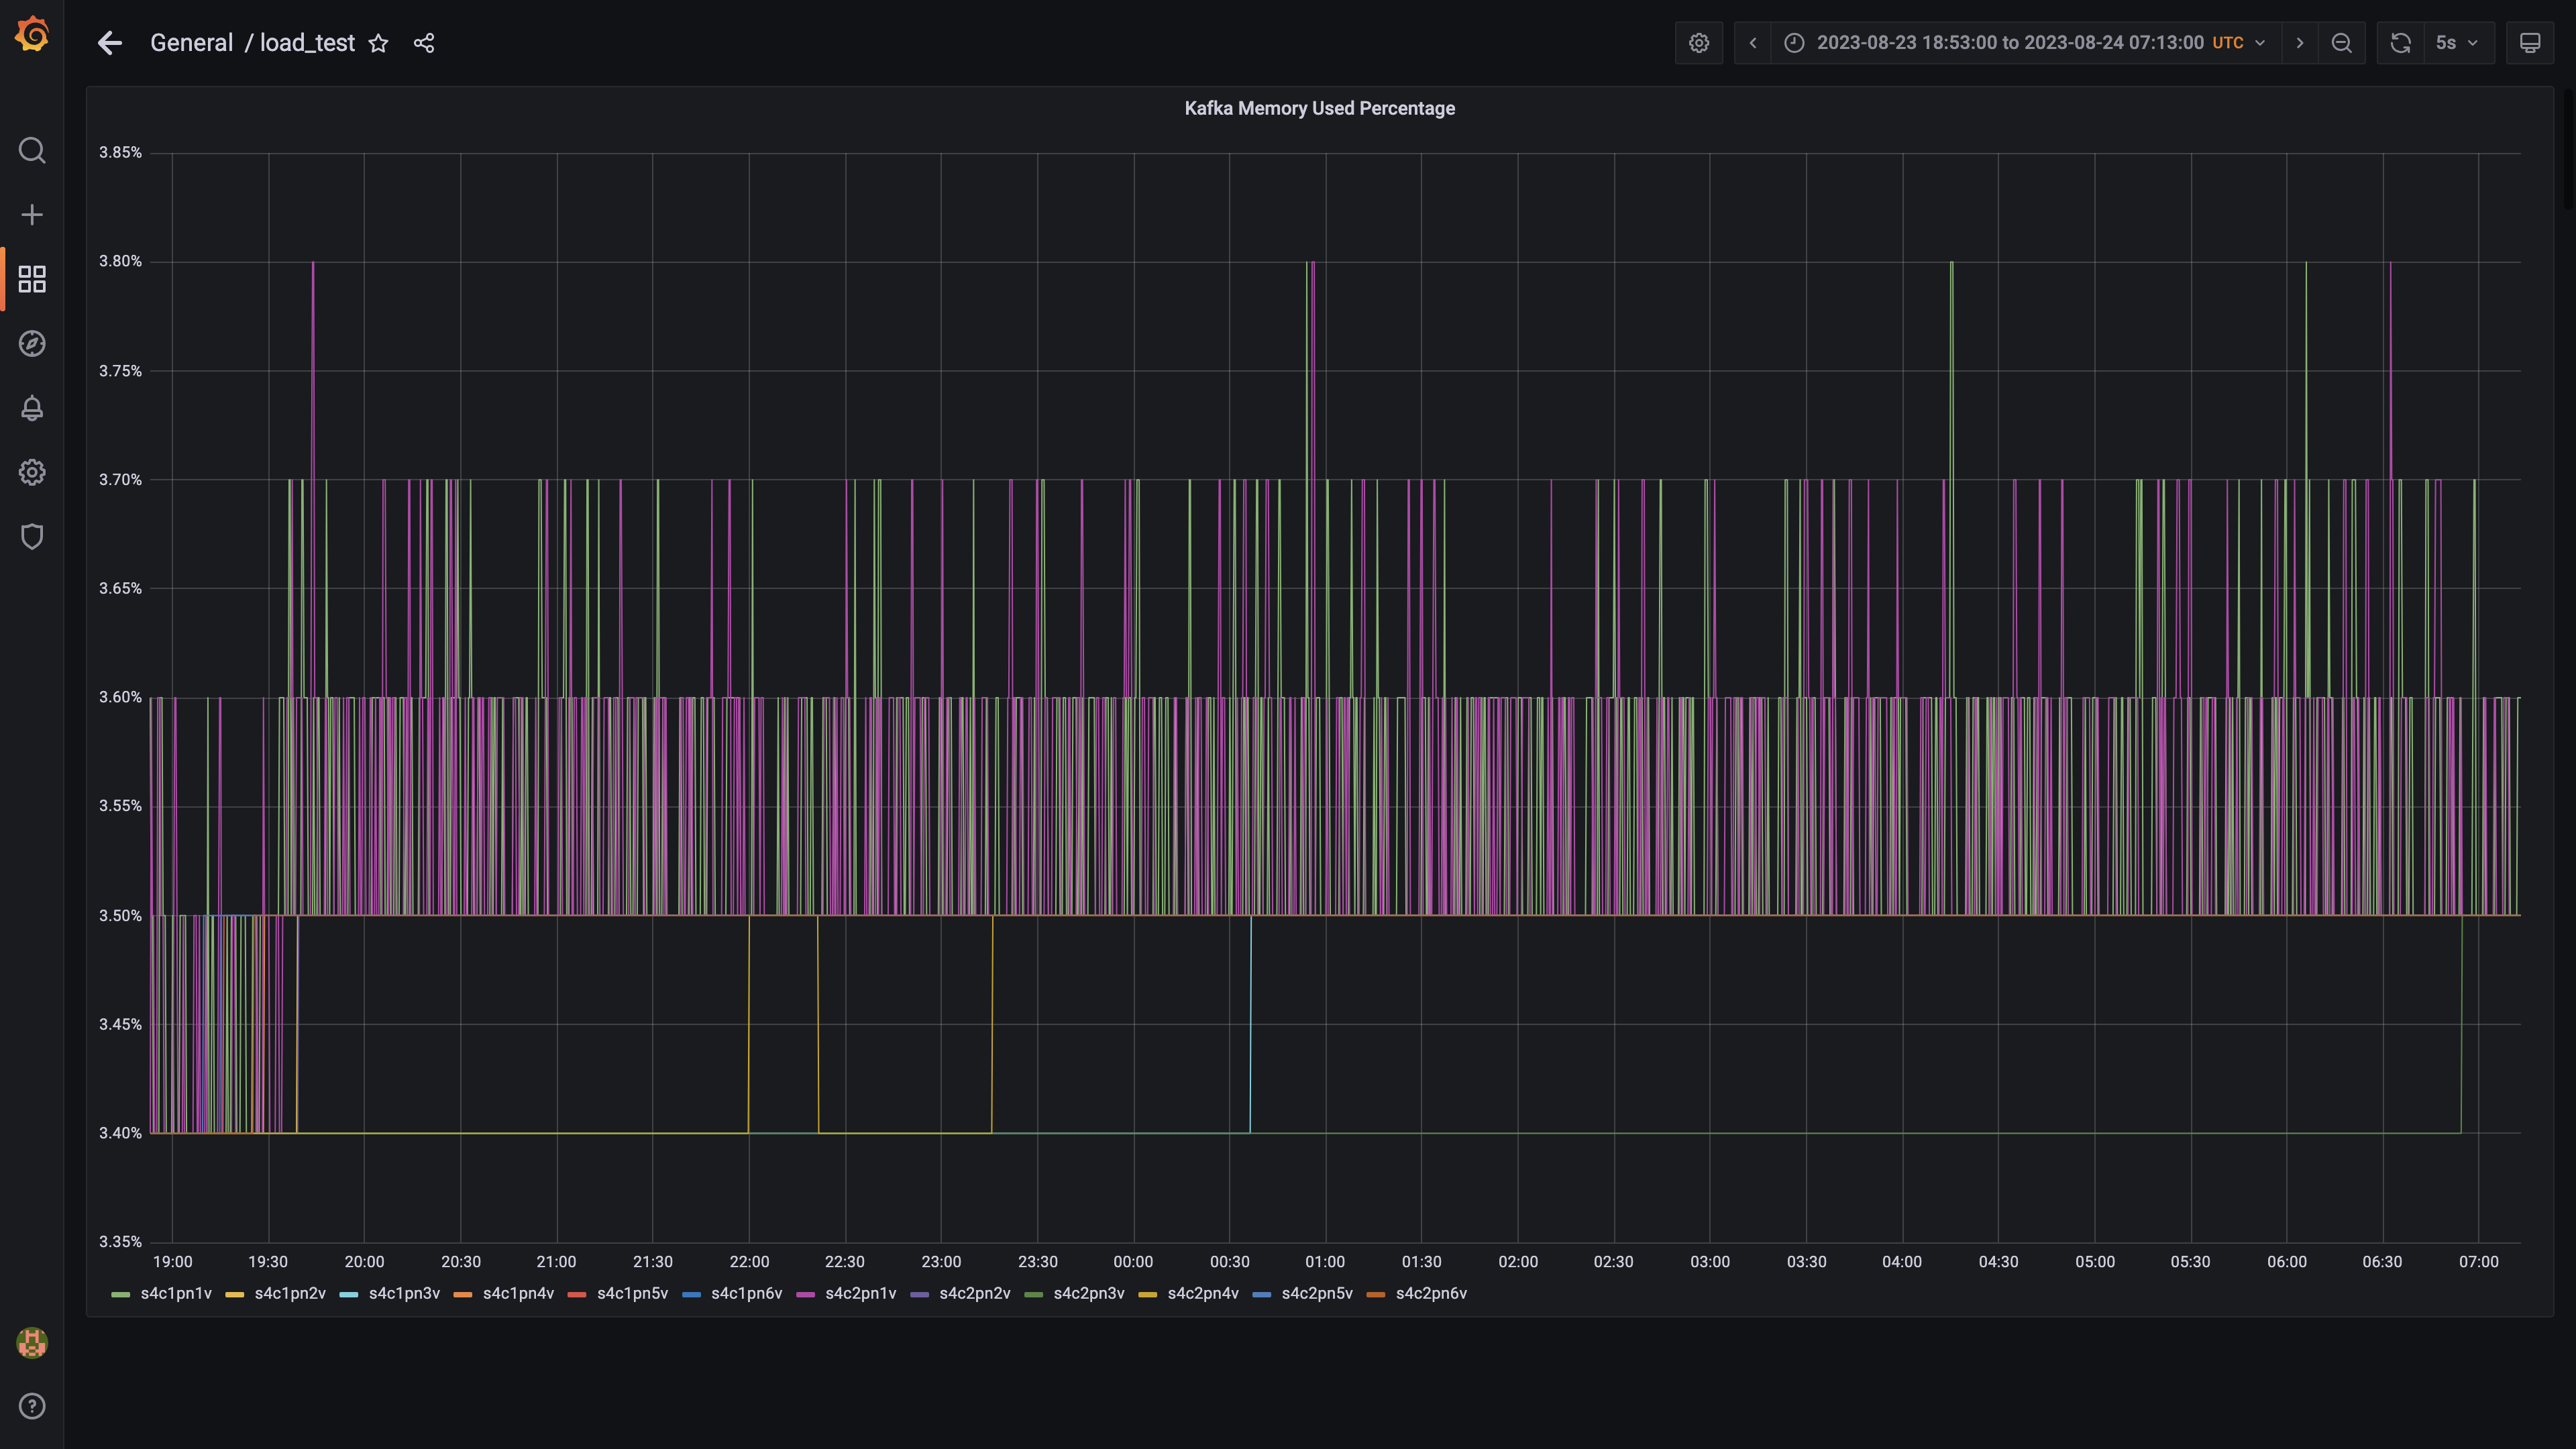 General / load_test
2023-08-23 18:53:00 to 2023-08-24 07:13:00 UTC
5s
Kafka Memory Used Percentage
3.85%
3.80%
3.75%
3.70%
3.65%
3.60%
3.55%
3.50%
3.45%
3.40%
3.35%
19:00 19:30 20:00 20:30 21:00 21:30 22:00 22:30 23:00 23:30 00:00 00:30 01:00 01:30 02:00 02:30 03:00 03:30 04:00 04:30 05:00 05:30 06:00 06:30 07:00
s4c1pn1v s4c1pn2v s4c1pn3v s4c1pn4v s4c1pn5v s4c1pn6v s4c2pn1v s4c2pn2v s4c2pn3v s4c2pn4v s4c2pn5v s4c2pn6v